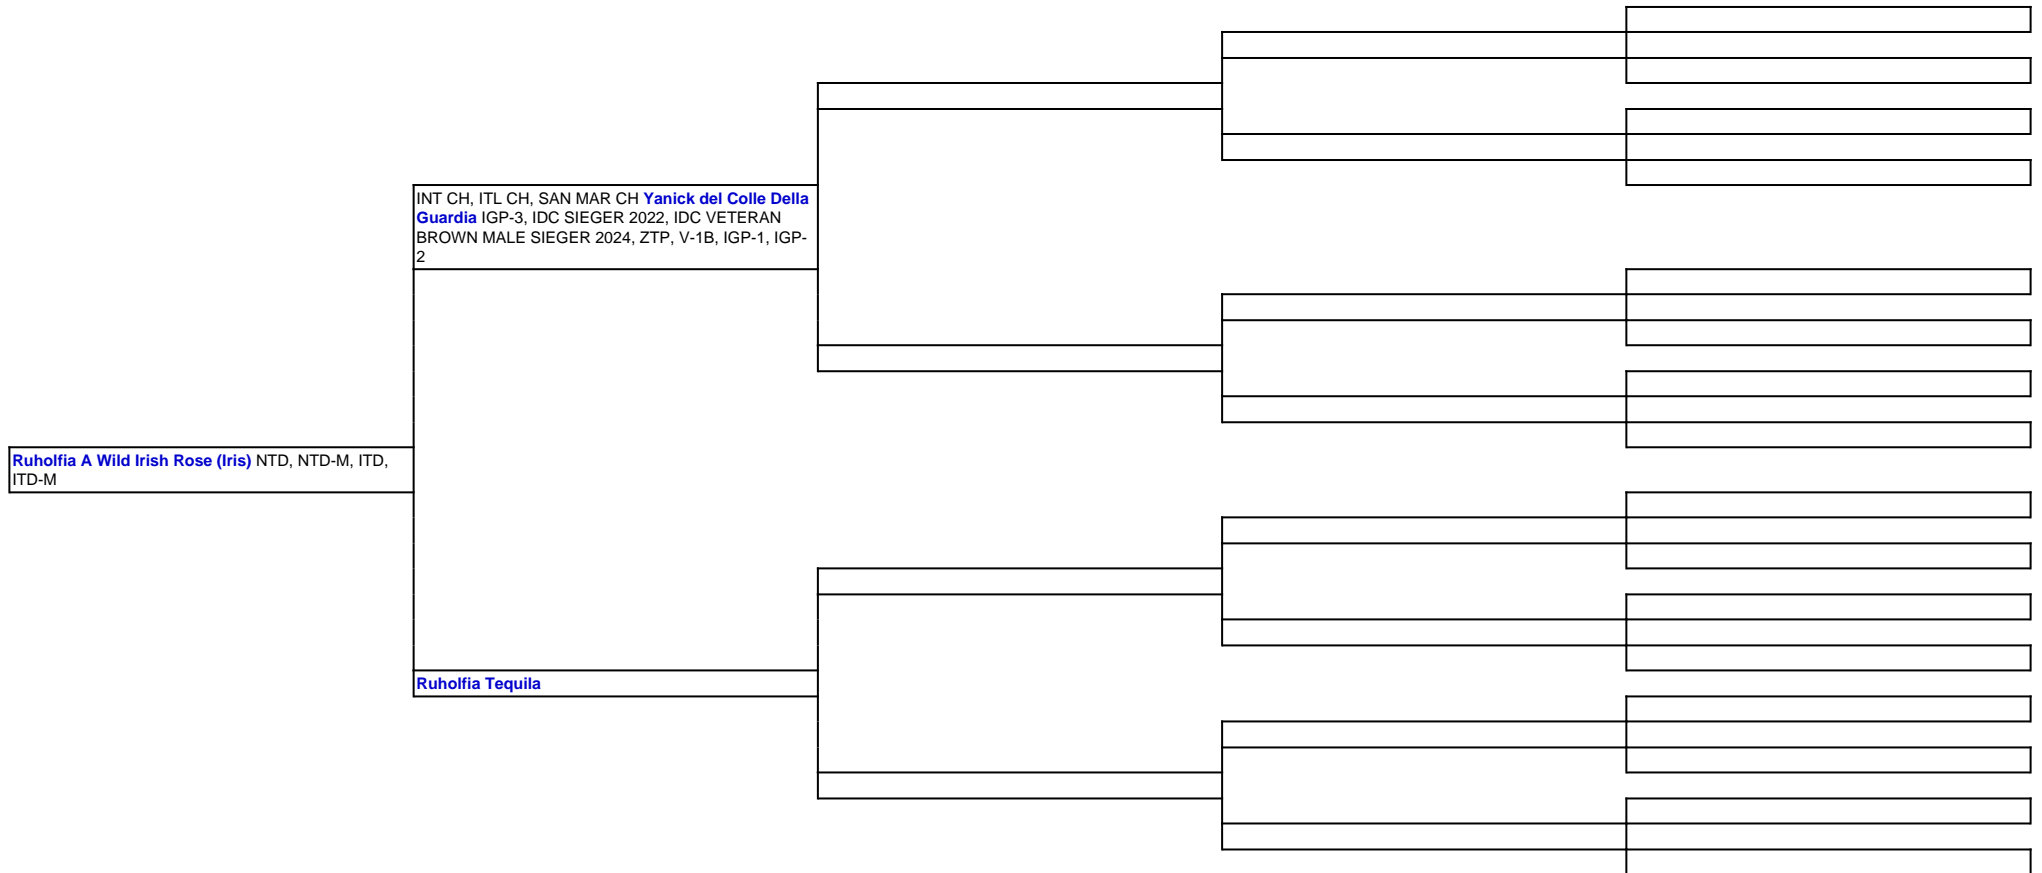 INT CH, ITL CH, SAN MAR CH Yanick del Colle Della
Guardia IGP-3, IDC SIEGER 2022, IDC VETERAN
BROWN MALE SIEGER 2024, ZTP, V-1B, IGP-1, IGP-
2
Ruholfia A Wild Irish Rose (Iris) NTD, NTD-M, ITD,
ITD-M
Ruholfia Tequila